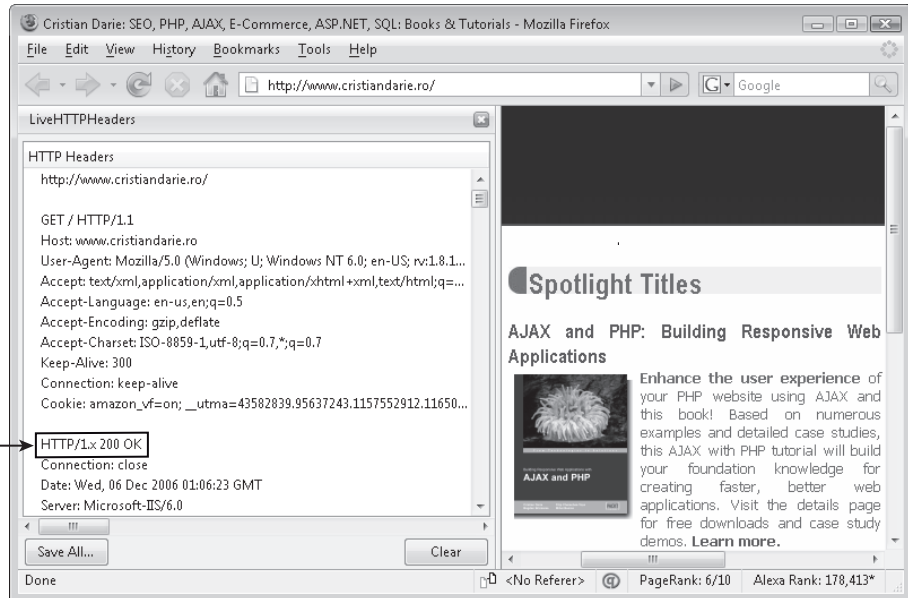 Cristian Darie: SEO, PHP, AJAX, E-Commerce, ASP.NET, SQL: Books & Tutorials - Mozilla Firefox
File Edit View History Bookmarks Tools Help
http://www.cristiandarie.ro/
G Google
LiveHTTPHeaders
HTTP Headers
http://www.cristiandarie.ro/
GET / HTTP/1.1
Host: www.cristiandarie.ro
User-Agent: Mozilla/5.0 (Windows; U; Windows NT 6.0; en-US; rv:1.8.1...
Accept: text/xml,application/xml,application/xhtml+xml,text/html;q=...
Accept-Language: en-us,en;q=0.5
Accept-Encoding: gzip,deflate
Accept-Charset: ISO-8859-1,utf-8;q=0.7,*;q=0.7
Keep-Alive: 300
Connection: keep-alive
Cookie: amazon_vf=on; __utma=43582839.95637243.1157552912.11650...
HTTP/1.x 200 OK
Connection: close
Date: Wed, 06 Dec 2006 01:06:23 GMT
Server: Microsoft-IIS/6.0
Save All...
Clear
Spotlight Titles
AJAX and PHP: Building Responsive Web
Applications
AJAX and PHP
Enhance the user experience of
your PHP website using AJAX and
this book! Based on numerous
examples and detailed case studies,
this AJAX with PHP tutorial will build
your foundation knowledge for
creating faster, better web
applications. Visit the details page
for free downloads and case study
demos. Learn more.
Done
<No Referer>
@
PageRank: 6/10
Alexa Rank: 178,413*